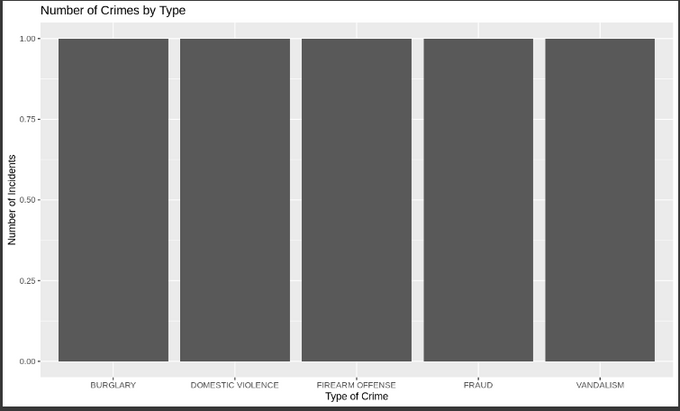 Number of Crimes by Type
Number of Incidents
1.00
0.75
0.50
0.25
0.00
BURGLARY DOMESTIC VIOLENCE FIREARM OFFENSE FRAUD VANDALISM
Type of Crime